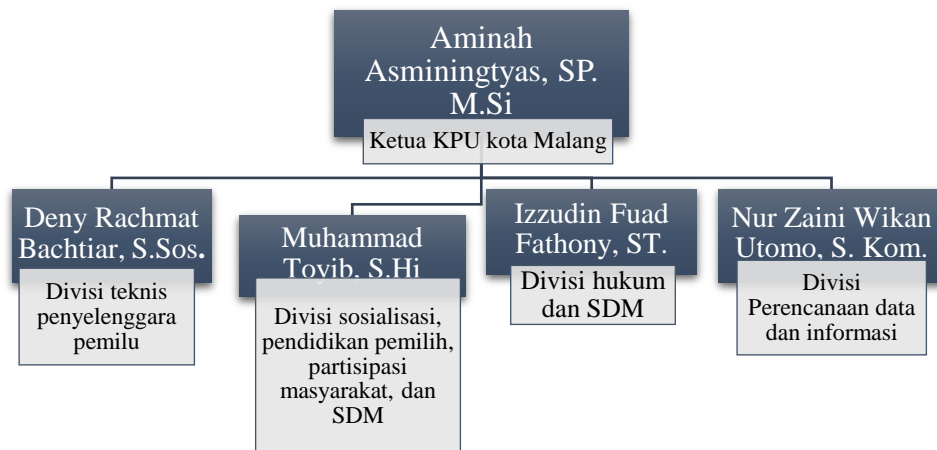 Aminah
Asminingtyas, SP.
M.Si
Ketua KPU kota Malang
Deny Rachmat
Bachtiar, S.Sos.
Divisi teknis
penyelenggara
pemilu
Muhammad
Toyib, S.Hi
Divisi sosialisasi,
pendidikan pemilih,
partisipasi
masyarakat, dan
SDM
Izzudin Fuad
Fathony, ST.
Divisi hukum
dan SDM
Nur Zaini Wikan
Utomo, S. Kom.
Divisi
Perencanaan data
dan informasi